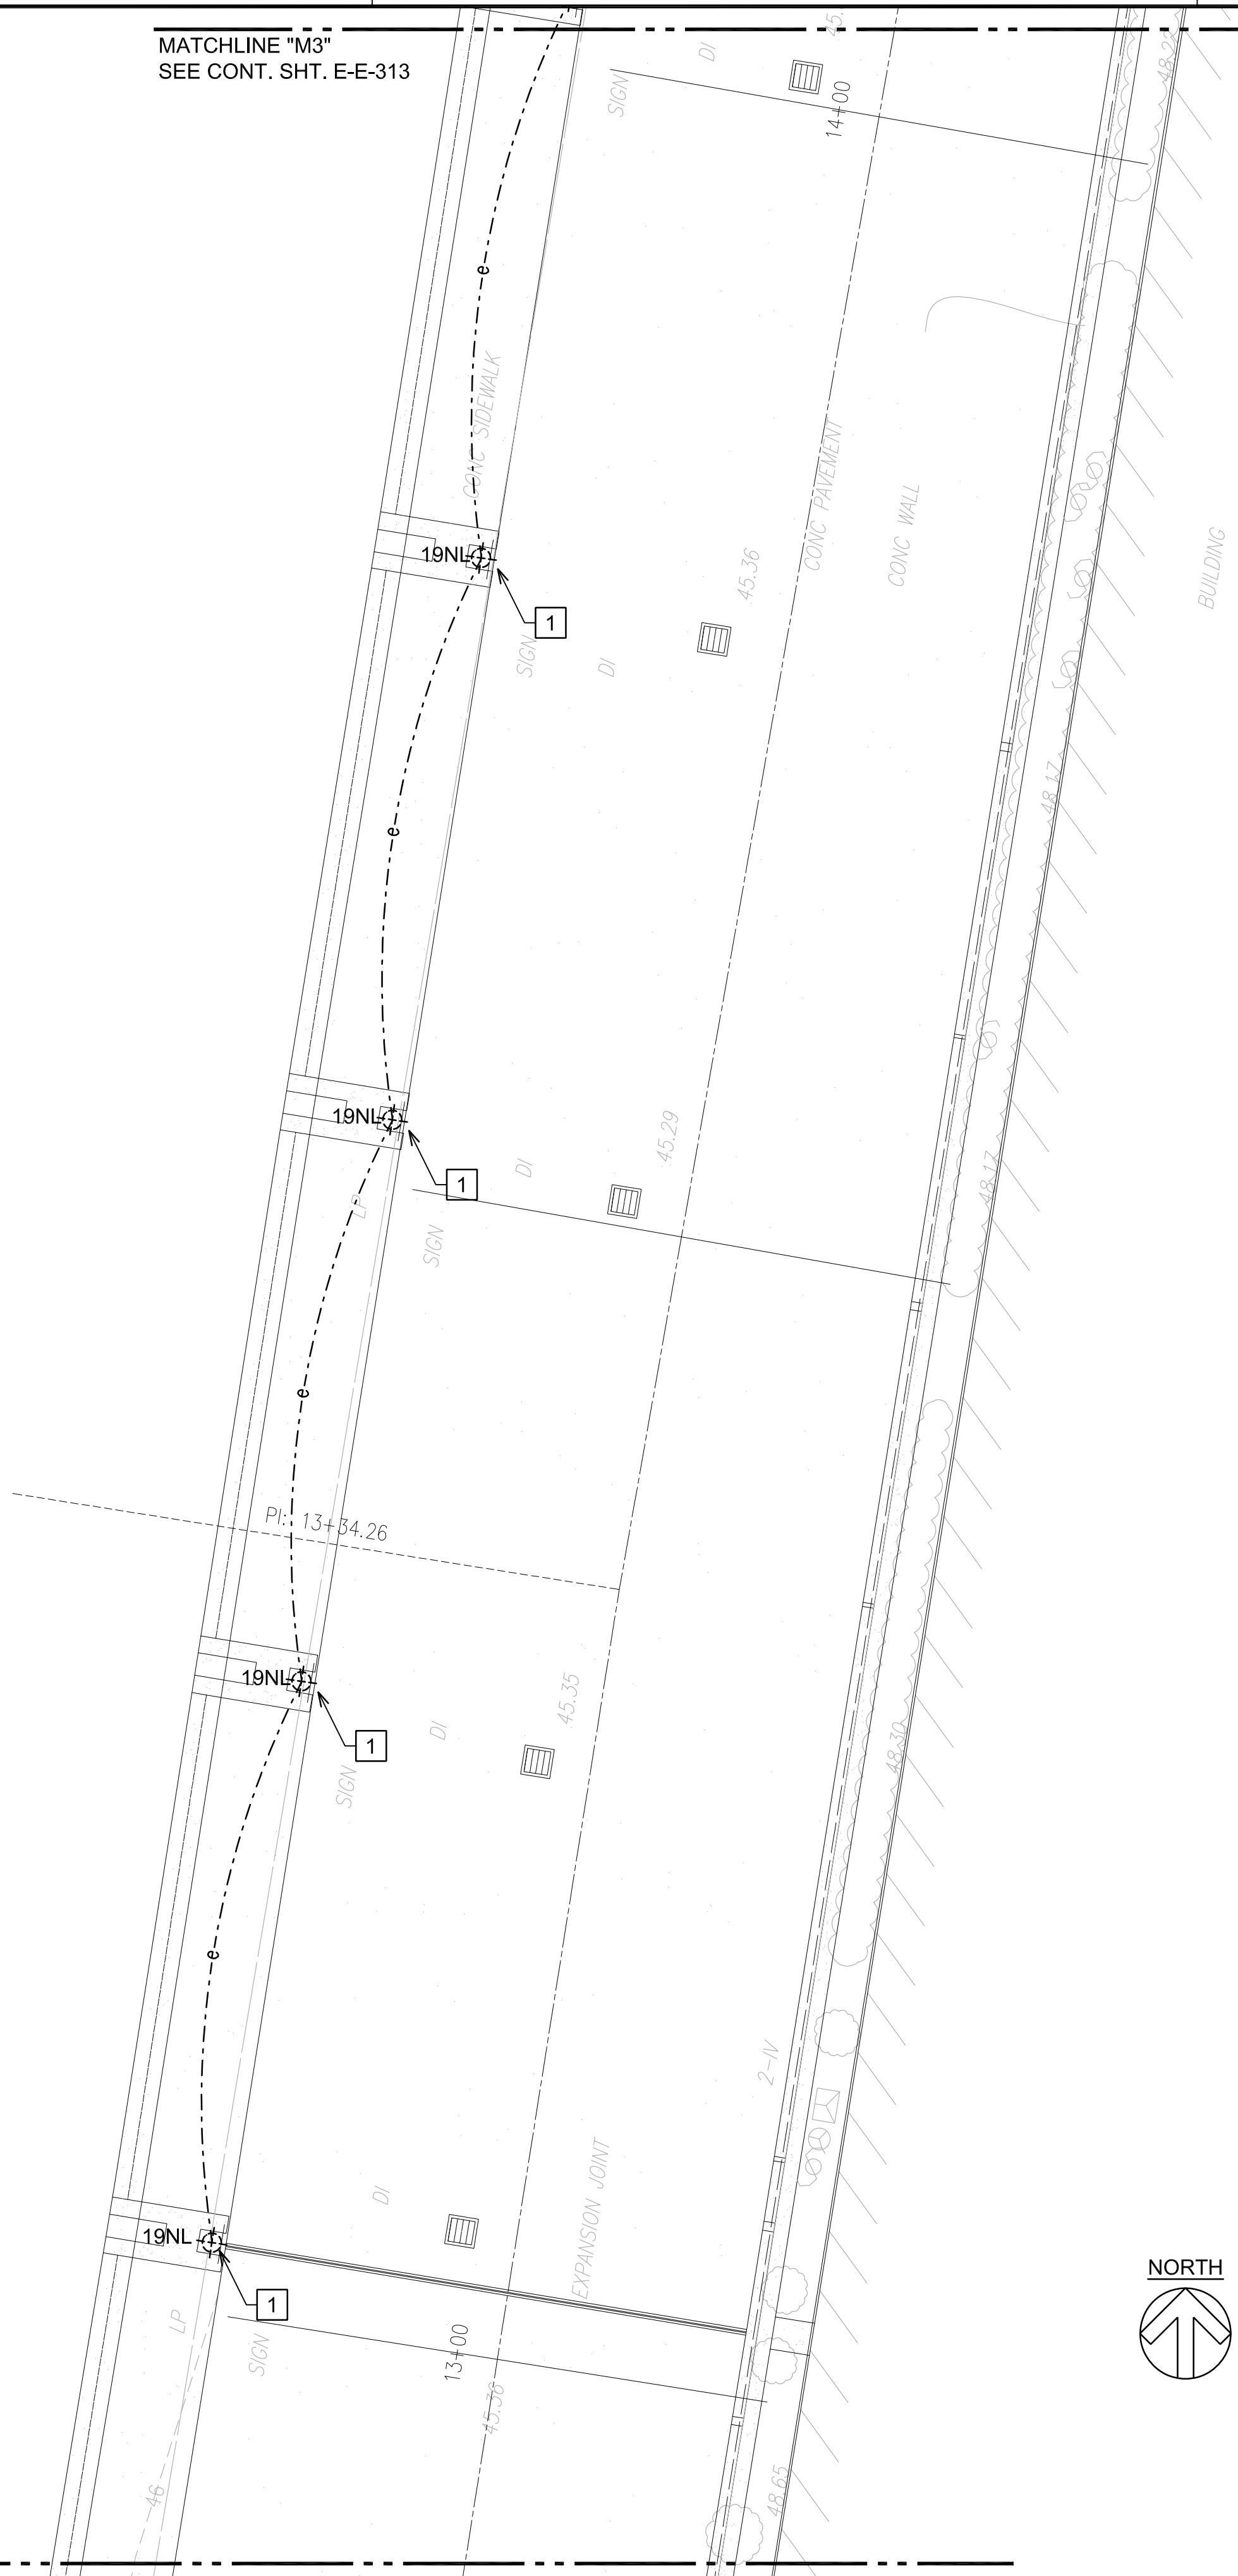 MATCHLINE "M3"
SEE CONT. SHT. E-E-313
SIGN
DI
45.
14+00
48.22
e
CONC SIDEWALK
CONC PAVEMENT
CONC WALL
BUILDING
19NL
1
45.36
SIGN
DI
48.17
e
19NL
1
45.29
DI
LP
SIGN
48.17
e
PI: 13+34.26
19NL
1
45.35
DI
SIGN
48.30
e
2-IV
EXPANSION JOINT
DI
19NL
1
NORTH
LP
SIGN
13+00
45.36
46
48.65